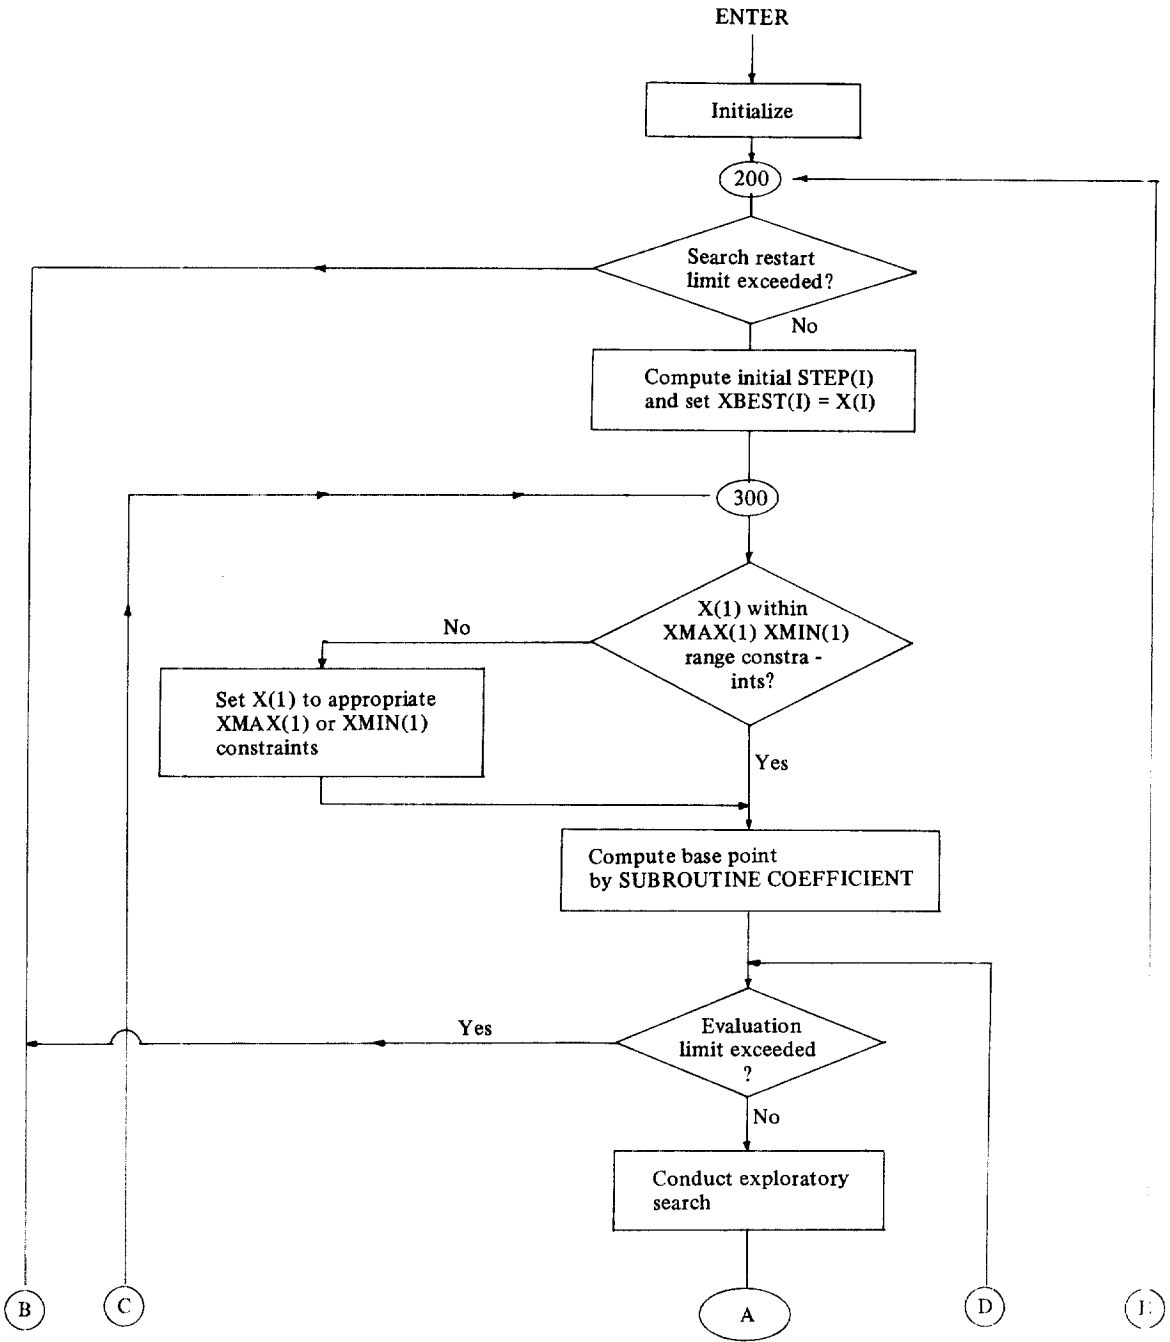 ENTER
Initialize
200
Search restart
limit exceeded?
No
Compute initial STEP(I)
and set XBEST(I) = X(I)
300
X(1) within
XMAX(1) XMIN(1)
range constra -
ints?
No
Set X(1) to appropriate
XMAX(1) or XMIN(1)
constraints
Yes
Compute base point
by SUBROUTINE COEFFICIENT
Evaluation
limit exceeded
?
Yes
No
Conduct exploratory
search
B
C
A
D